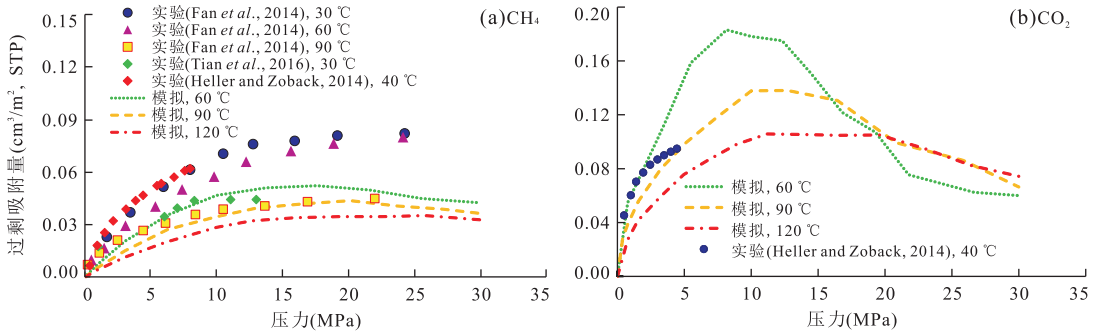 (a)CH₄
实验(Fan et al., 2014), 30 ℃
实验(Fan et al., 2014), 60 ℃
实验(Fan et al., 2014), 90 ℃
实验(Tian et al., 2016), 30 ℃
实验(Heller and Zoback, 2014), 40 ℃
模拟, 60 ℃
模拟, 90 ℃
模拟, 120 ℃
过剩吸附量(cm³/m², STP)
0.15
0.12
0.09
0.06
0.03
0.00
0 5 10 15 20 25 30 35
压力(MPa)
(b)CO₂
0.20
0.16
0.12
0.08
0.04
0.00
模拟, 60 ℃
模拟, 90 ℃
模拟, 120 ℃
实验(Heller and Zoback, 2014), 40 ℃
0 5 10 15 20 25 30 35
压力(MPa)